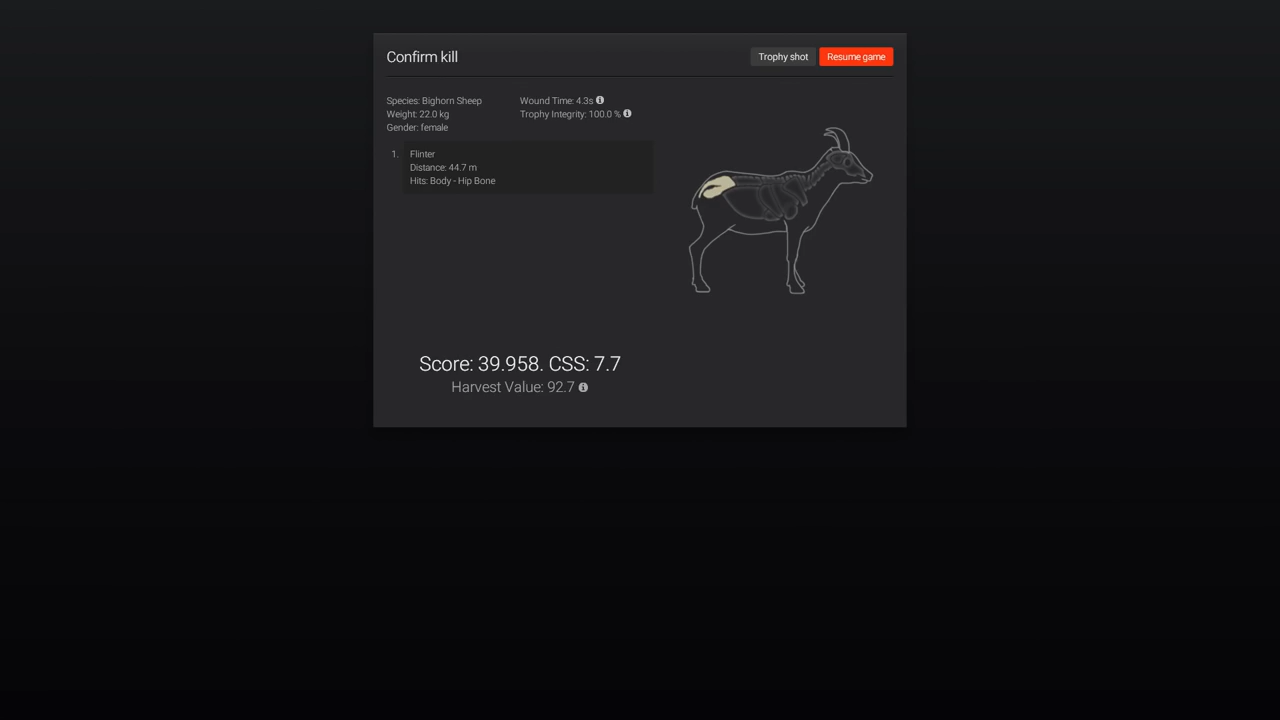 Confirm kill
Trophy shot
Resume game
Species: Bighorn Sheep
Weight: 22.0 kg
Gender: female
Wound Time: 4.3s
Trophy Integrity: 100.0 %
1.
Flinter
Distance: 44.7 m
Hits: Body - Hip Bone
Score: 39.958. CSS: 7.7
Harvest Value: 92.7